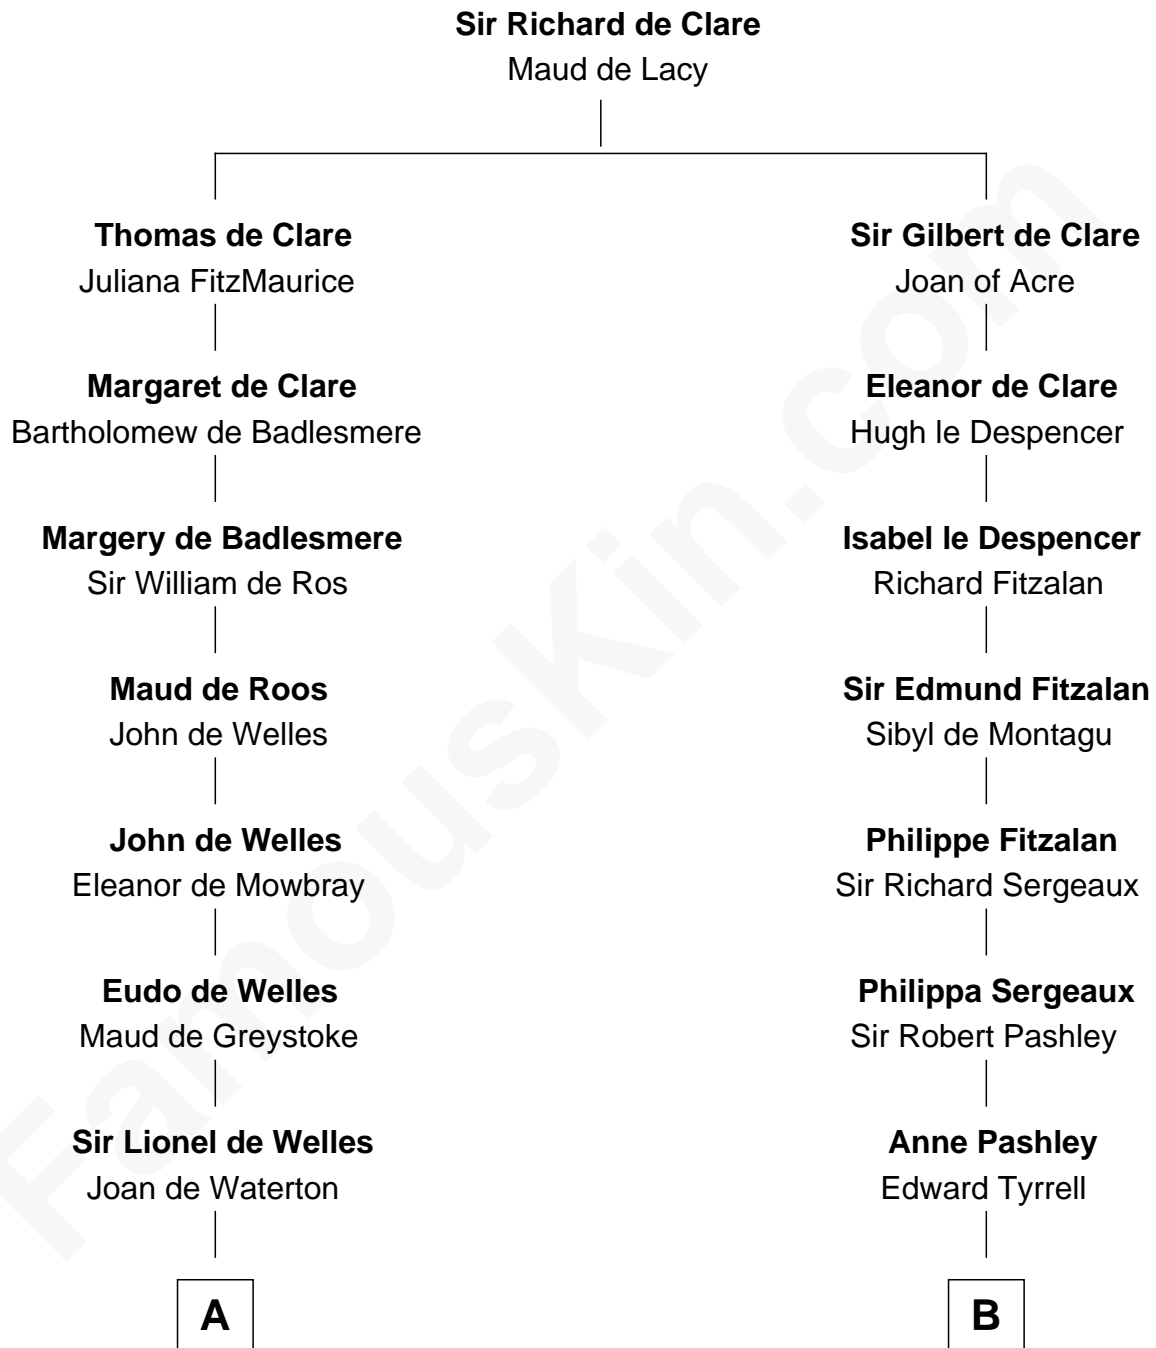 Sir Richard de Clare
Maud de Lacy
Thomas de Clare
Juliana FitzMaurice
Sir Gilbert de Clare
Joan of Acre
Margaret de Clare
Bartholomew de Badlesmere
Eleanor de Clare
Hugh le Despencer
Margery de Badlesmere
Sir William de Ros
Isabel le Despencer
Richard Fitzalan
Maud de Roos
John de Welles
Sir Edmund Fitzalan
Sibyl de Montagu
John de Welles
Eleanor de Mowbray
Philippe Fitzalan
Sir Richard Sergeaux
Eudo de Welles
Maud de Greystoke
Philippa Sergeaux
Sir Robert Pashley
Sir Lionel de Welles
Joan de Waterton
Anne Pashley
Edward Tyrrell
A
B
FamousKin.com